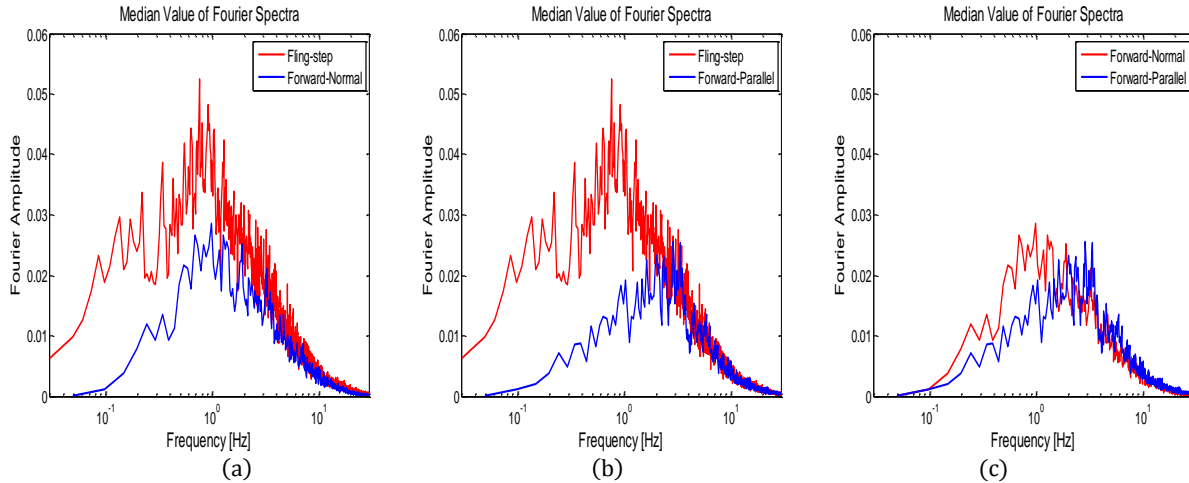 Median Value of Fourier Spectra
0.06
0.05
0.04
0.03
0.02
0.01
0
Fourier Amplitude
Fling-step
Forward-Normal
10^-1
10^0
10^1
Frequency [Hz]
(a)
Median Value of Fourier Spectra
0.06
0.05
0.04
0.03
0.02
0.01
0
Fourier Amplitude
Fling-step
Forward-Parallel
10^-1
10^0
10^1
Frequency [Hz]
(b)
Median Value of Fourier Spectra
0.06
0.05
0.04
0.03
0.02
0.01
0
Fourier Amplitude
Forward-Normal
Forward-Parallel
10^-1
10^0
10^1
Frequency [Hz]
(c)